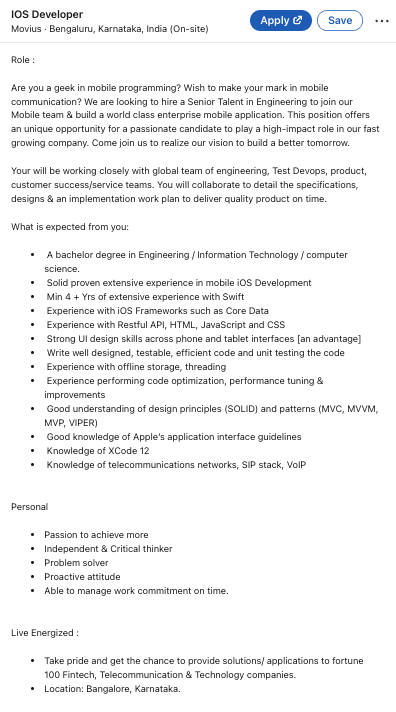 IOS Developer
Movius · Bengaluru, Karnataka, India (On-site)
Apply
Save
Role :
Are you a geek in mobile programming? Wish to make your mark in mobile
communication? We are looking to hire a Senior Talent in Engineering to join our
Mobile team & build a world class enterprise mobile application. This position offers
an unique opportunity for a passionate candidate to play a high-impact role in our fast
growing company. Come join us to realize our vision to build a better tomorrow.
Your will be working closely with global team of engineering, Test Devops, product,
customer success/service teams. You will collaborate to detail the specifications,
designs & an implementation work plan to deliver quality product on time.
What is expected from you:
• A bachelor degree in Engineering / Information Technology / computer
science.
• Solid proven extensive experience in mobile iOS Development
• Min 4 + Yrs of extensive experience with Swift
• Experience with iOS Frameworks such as Core Data
• Experience with Restful API, HTML, JavaScript and CSS
• Strong UI design skills across phone and tablet interfaces [an advantage]
• Write well designed, testable, efficient code and unit testing the code
• Experience with offline storage, threading
• Experience performing code optimization, performance tuning &
improvements
• Good understanding of design principles (SOLID) and patterns (MVC, MVVM,
MVP, VIPER)
• Good knowledge of Apple's application interface guidelines
• Knowledge of XCode 12
• Knowledge of telecommunications networks, SIP stack, VoIP
Personal
• Passion to achieve more
• Independent & Critical thinker
• Problem solver
• Proactive attitude
• Able to manage work commitment on time.
Live Energized :
• Take pride and get the chance to provide solutions/ applications to fortune
100 Fintech, Telecommunication & Technology companies.
• Location: Bangalore, Karnataka.